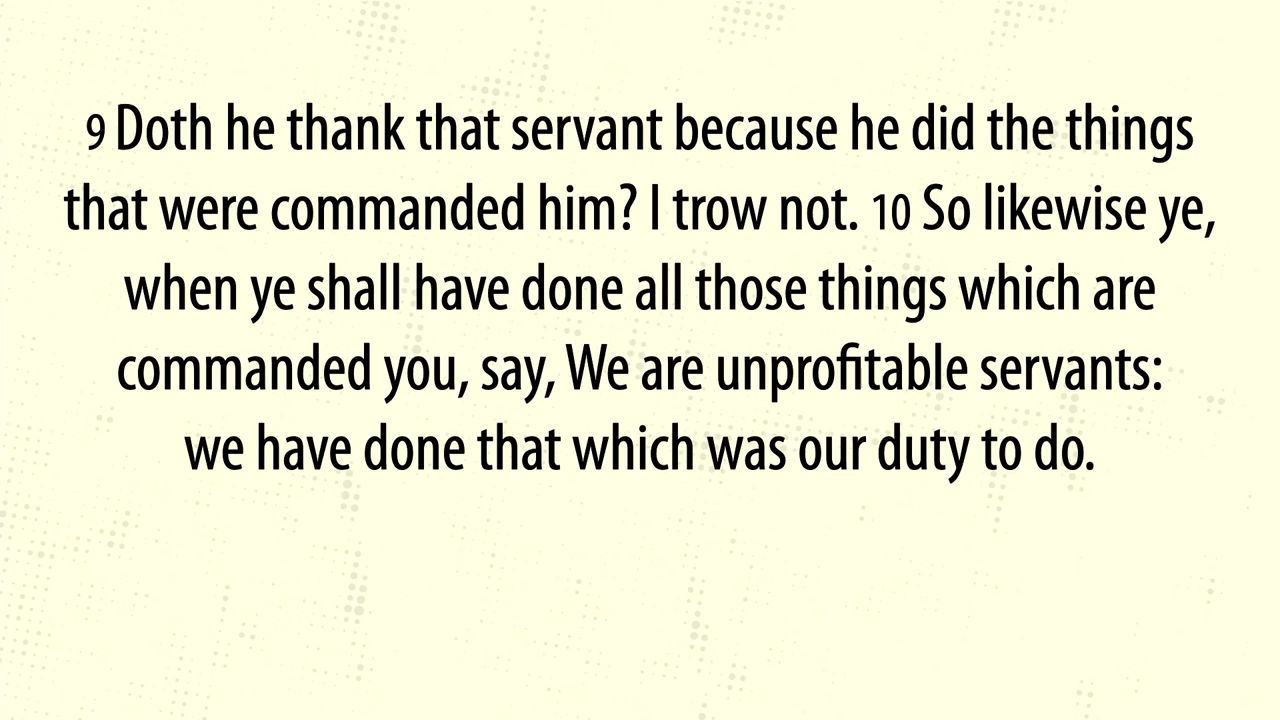 9 Doth he thank that servant because he did the things
that were commanded him? I trow not. 10 So likewise ye,
when ye shall have done all those things which are
commanded you, say, We are unprofitable servants:
we have done that which was our duty to do.